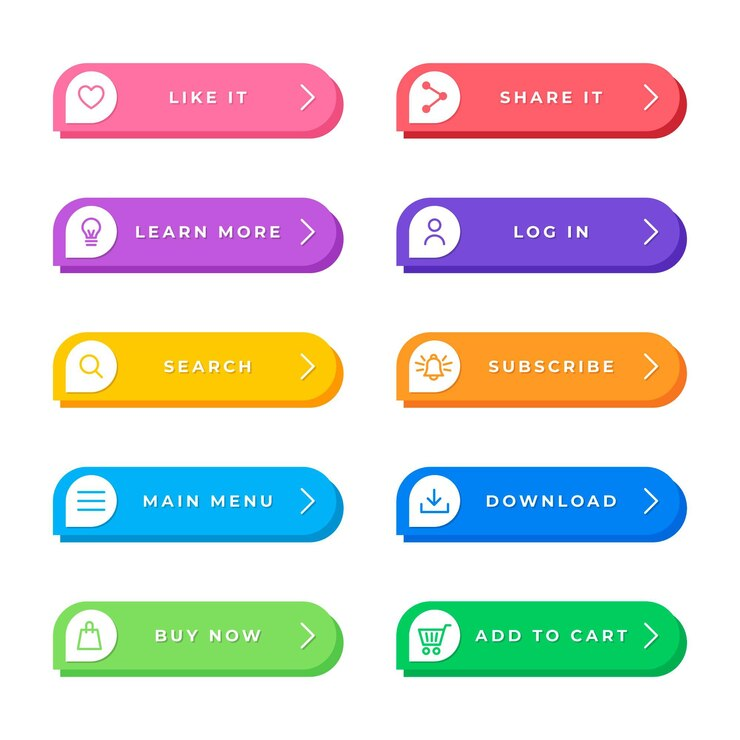 LIKE IT
SHARE IT
LEARN MORE
LOG IN
SEARCH
SUBSCRIBE
MAIN MENU
DOWNLOAD
BUY NOW
ADD TO CART